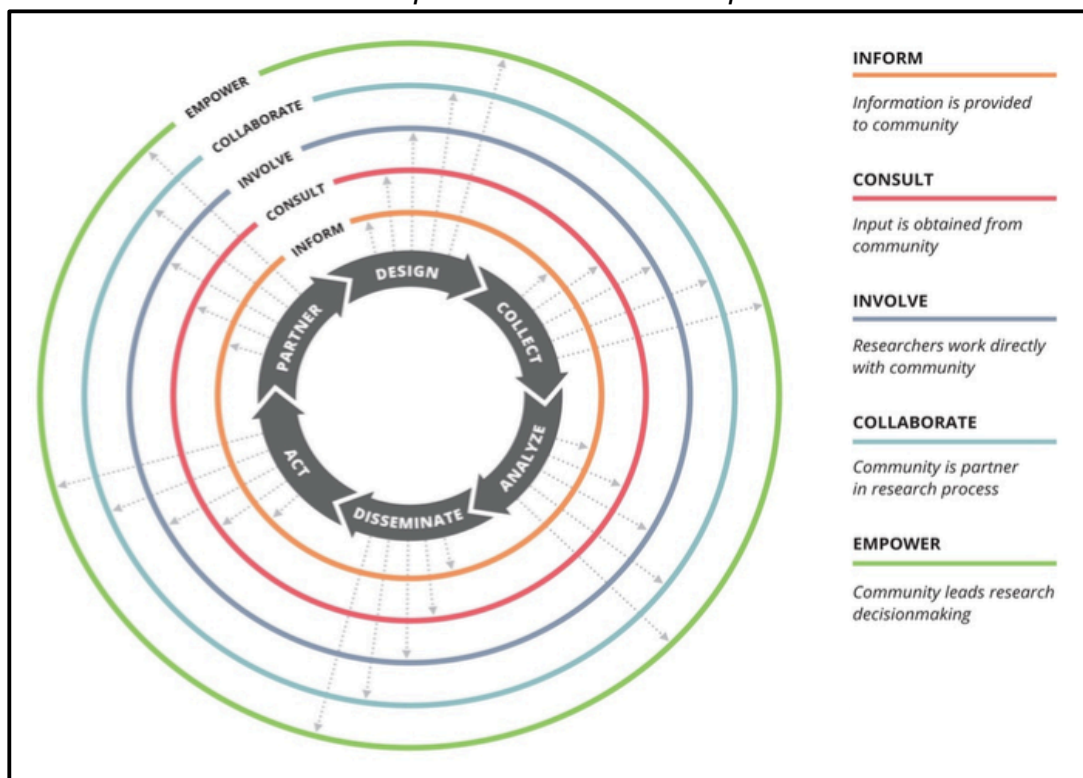 EMPOWER
COLLABORATE
INVOLVE
CONSULT
INFORM
DESIGN
COLLECT
ANALYZE
DISSEMINATE
ACT
PARTNER
INFORM
Information is provided
to community
CONSULT
Input is obtained from
community
INVOLVE
Researchers work directly
with community
COLLABORATE
Community is partner
in research process
EMPOWER
Community leads research
decisionmaking